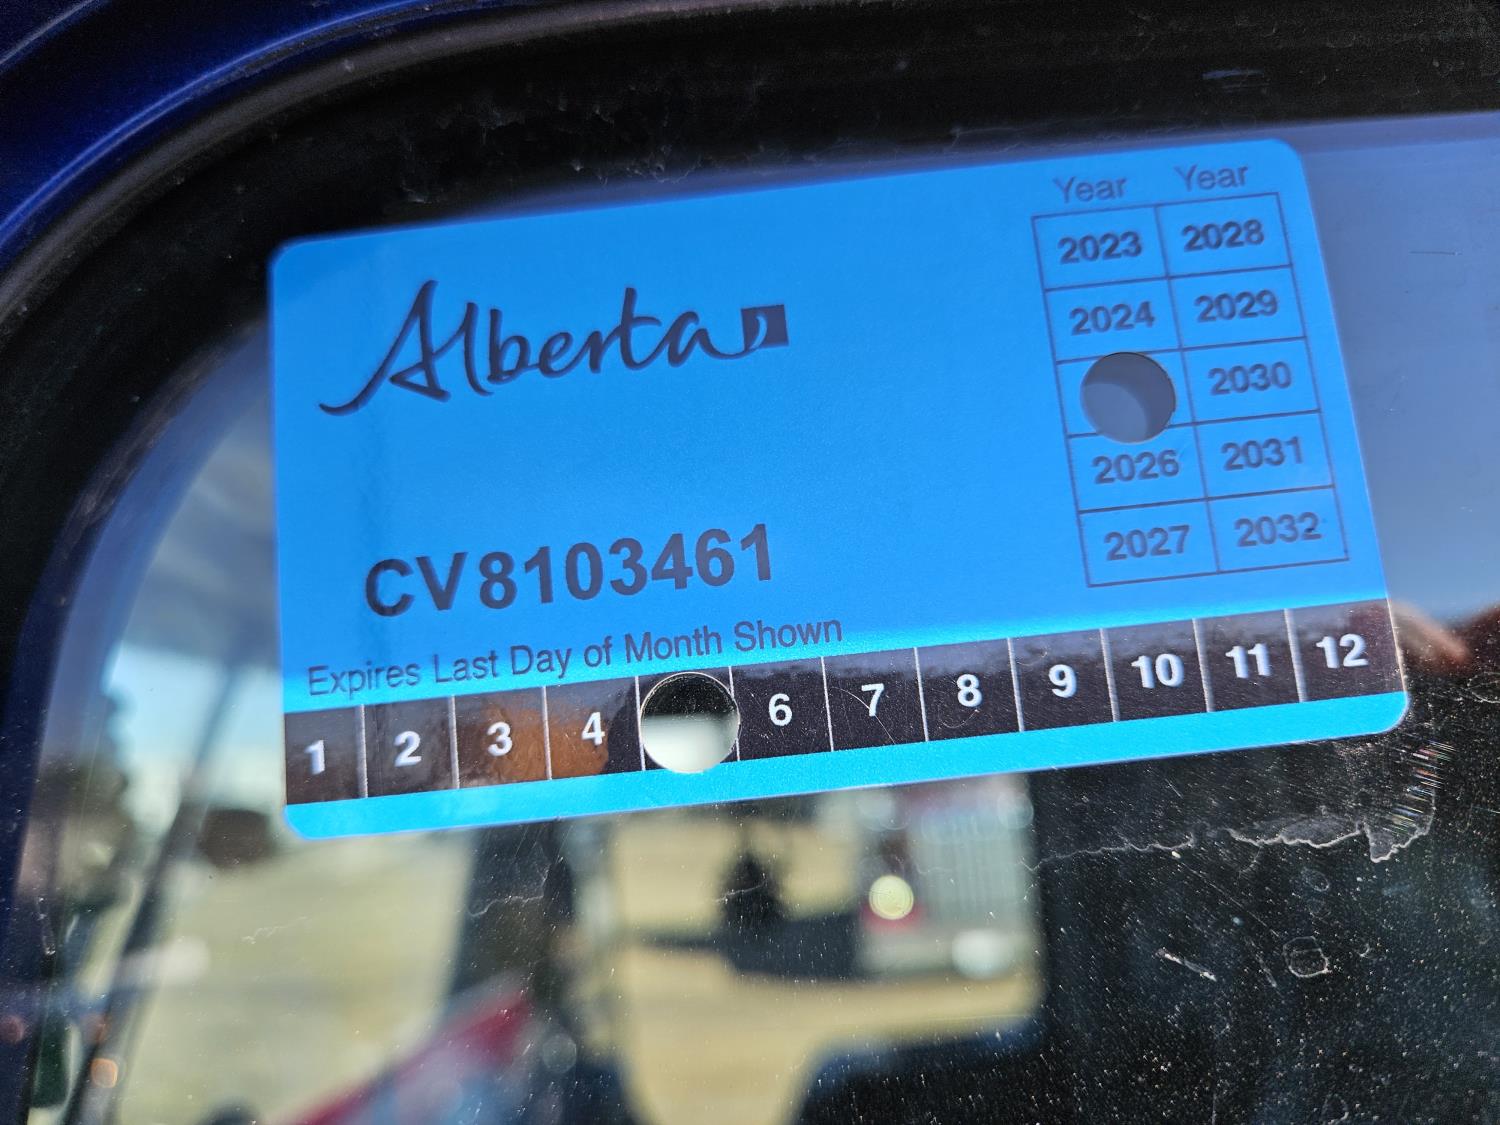 Alberta
Year Year
2023 2028
2024 2029
2030
2026 2031
2027 2032
CV8103461
Expires Last Day of Month Shown
1 2 3 4 6 7 8 9 10 11 12